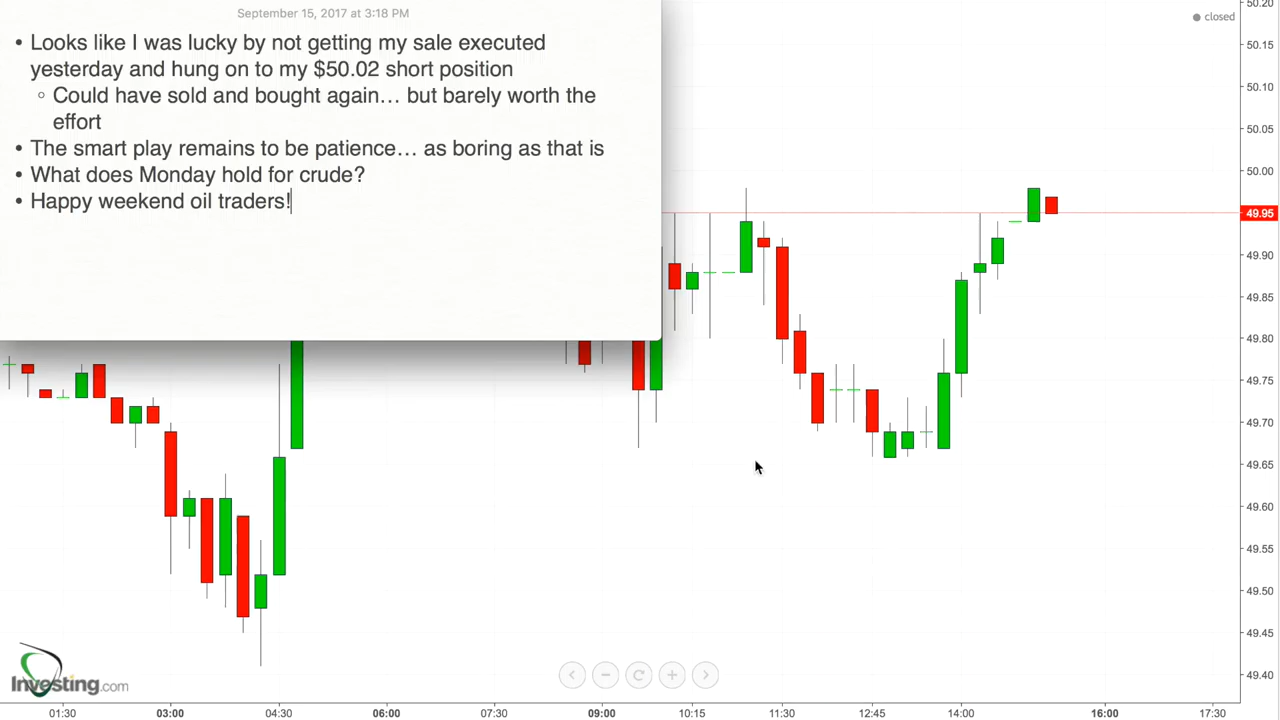 September 15, 2017 at 3:18 PM
• Looks like I was lucky by not getting my sale executed
yesterday and hung on to my $50.02 short position
◦ Could have sold and bought again… but barely worth the
effort
• The smart play remains to be patience… as boring as that is
• What does Monday hold for crude?
• Happy weekend oil traders!
closed
50.20
50.15
50.10
50.05
50.00
49.95
49.90
49.85
49.80
49.75
49.70
49.65
49.60
49.55
49.50
49.45
49.40
Investing.com
01:30 03:00 04:30 06:00 07:30 09:00 10:15 11:30 12:45 14:00 16:00 17:30